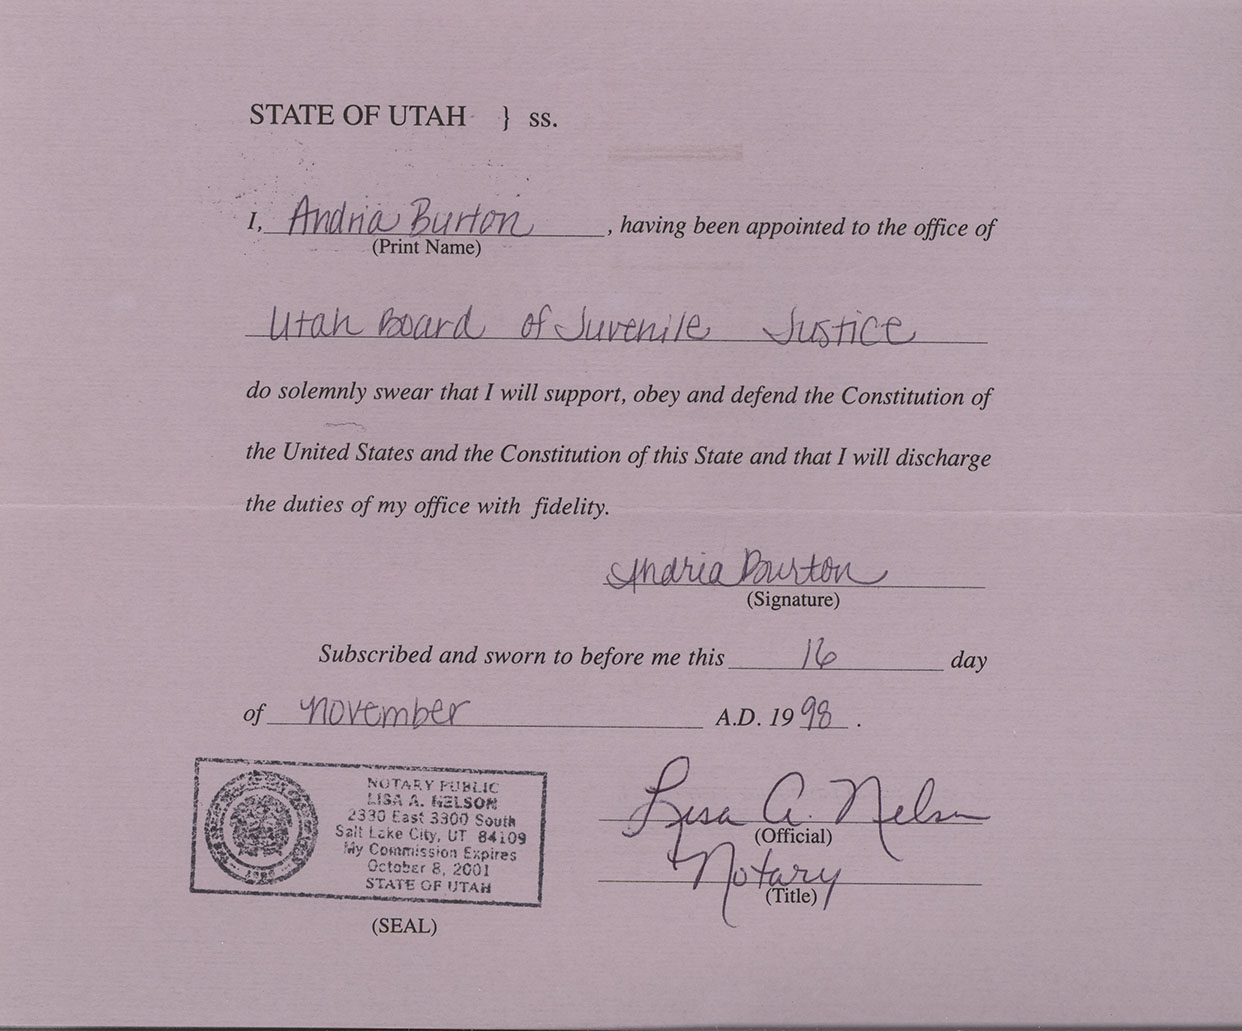 STATE OF UTAH } ss.
I, Andria Burton, having been appointed to the office of
(Print Name)
Utah Board of Juvenile Justice
do solemnly swear that I will support, obey and defend the Constitution of
the United States and the Constitution of this State and that I will discharge
the duties of my office with fidelity.
Andria Burton
(Signature)
Subscribed and sworn to before me this 16 day
of November A.D. 1998.
NOTARY PUBLIC
LISA A. NELSON
2330 East 3300 South
Salt Lake City, UT 84109
My Commission Expires
October 8, 2001
STATE OF UTAH
(SEAL)
Lisa A. Nelson
(Official)
Notary
(Title)